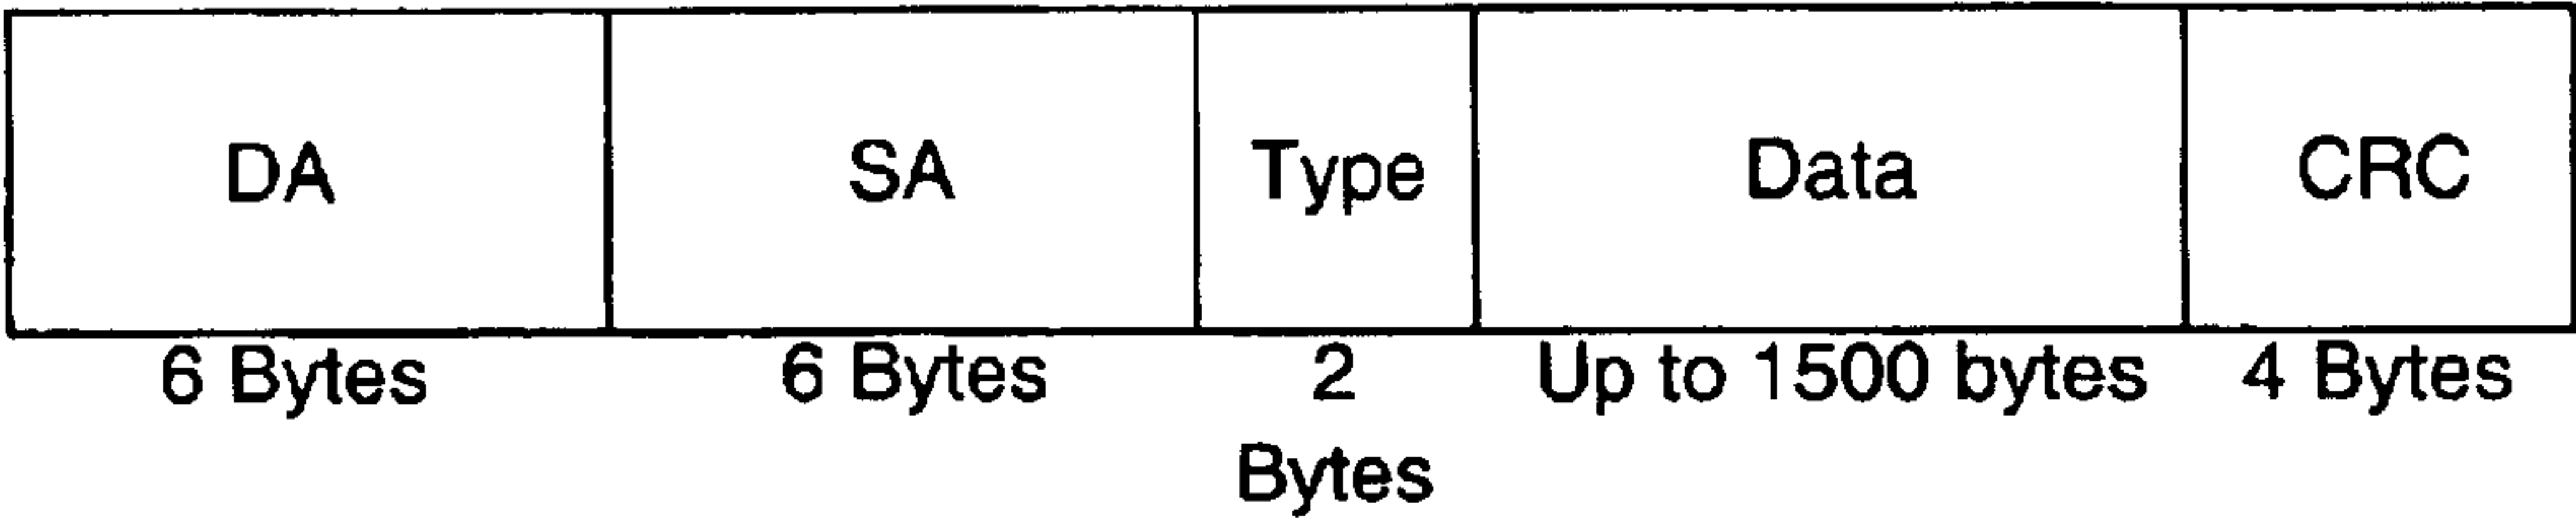 DA SA Type Data CRC
6 Bytes 6 Bytes 2 Up to 1500 bytes 4 Bytes
Bytes